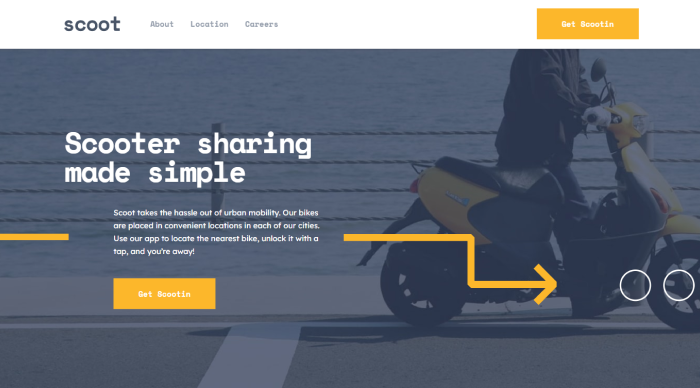 scoot
About Location Careers
Get Scootin
Scooter sharing
made simple
Scoot takes the hassle out of urban mobility. Our bikes
are placed in convenient locations in each of our cities.
Use our app to locate the nearest bike, unlock it with a
tap, and you're away!
Get Scootin